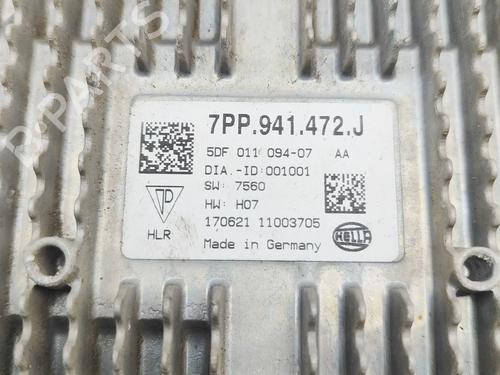 B-PARTS
7PP.941.472.J
5DF 011 094-07 AA
DIA.-ID:001001
SW: 7560
HW: H07
170621 11003705
HLR
Made in Germany
HELLA